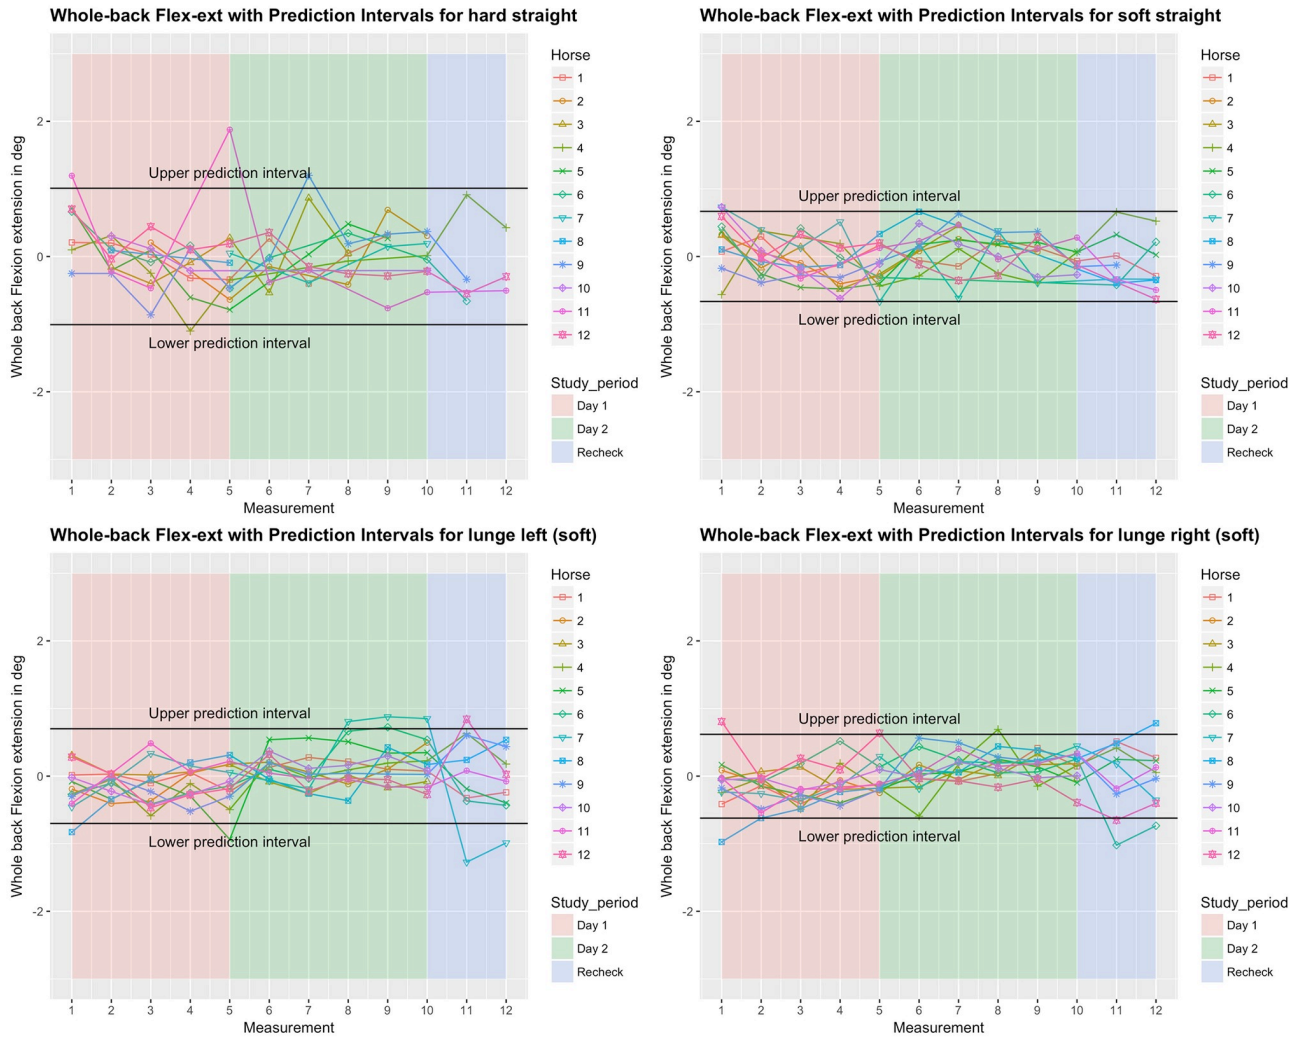 Whole-back Flex-ext with Prediction Intervals for hard straight
Whole back Flexion extension in deg
2
0
-2
Upper prediction interval
Lower prediction interval
1 2 3 4 5 6 7 8 9 10 11 12
Measurement
Horse
1
2
3
4
5
6
7
8
9
10
11
12
Study_period
Day 1
Day 2
Recheck
Whole-back Flex-ext with Prediction Intervals for soft straight
Whole back Flexion extension in deg
2
0
-2
Upper prediction interval
Lower prediction interval
1 2 3 4 5 6 7 8 9 10 11 12
Measurement
Horse
1
2
3
4
5
6
7
8
9
10
11
12
Study_period
Day 1
Day 2
Recheck
Whole-back Flex-ext with Prediction Intervals for lunge left (soft)
Whole back Flexion extension in deg
2
0
-2
Upper prediction interval
Lower prediction interval
1 2 3 4 5 6 7 8 9 10 11 12
Measurement
Horse
1
2
3
4
5
6
7
8
9
10
11
12
Study_period
Day 1
Day 2
Recheck
Whole-back Flex-ext with Prediction Intervals for lunge right (soft)
Whole back Flexion extension in deg
2
0
-2
Upper prediction interval
Lower prediction interval
1 2 3 4 5 6 7 8 9 10 11 12
Measurement
Horse
1
2
3
4
5
6
7
8
9
10
11
12
Study_period
Day 1
Day 2
Recheck